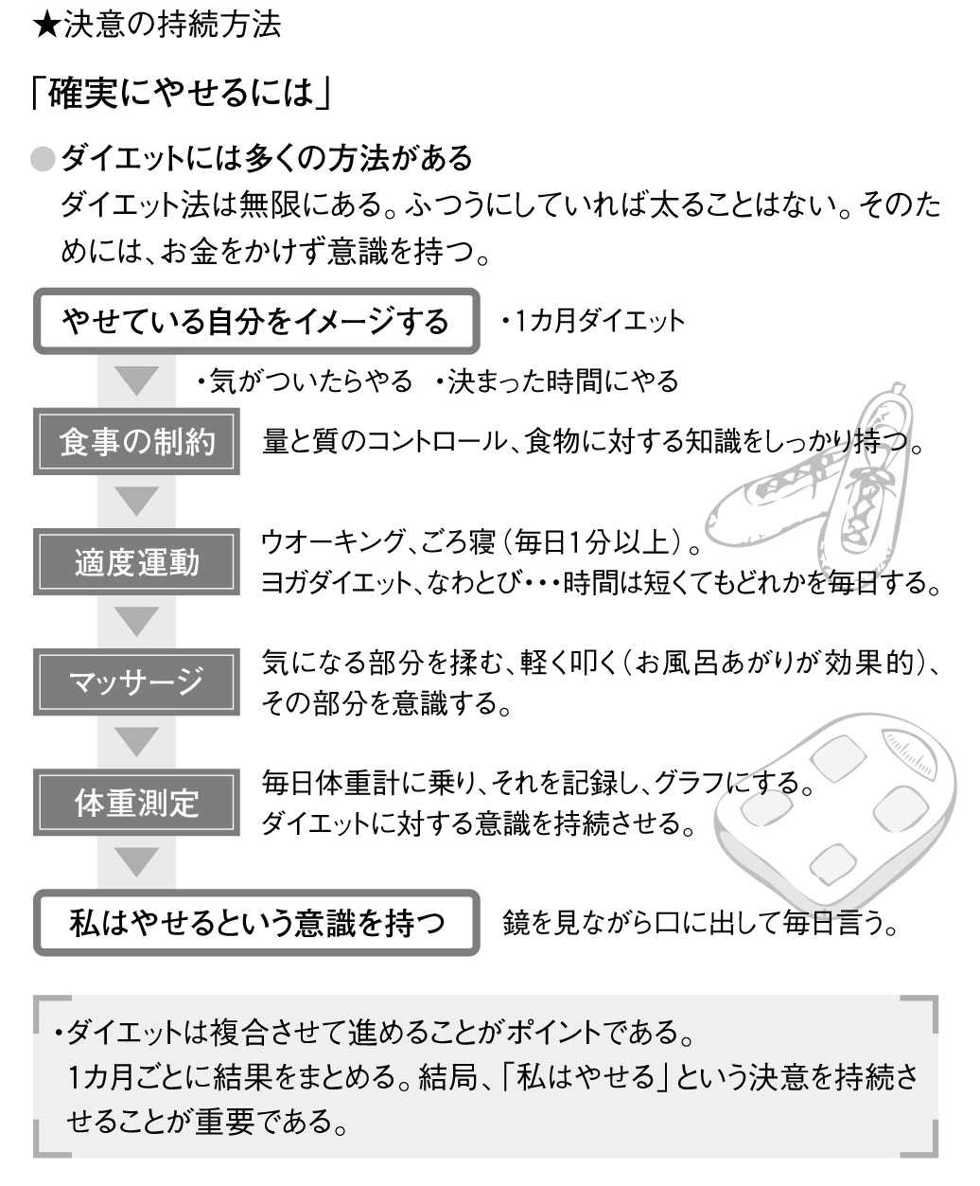 ★決意の持続方法
「確実にやせるには」
●ダイエットには多くの方法がある
ダイエット法は無限にある。ふつうにしていれば太ることはない。そのた
めには、お金をかけず意識を持つ。
やせている自分をイメージする ・1カ月ダイエット
・気がついたらやる ・決まった時間にやる
食事の制約 量と質のコントロール、食物に対する知識をしっかり持つ。
適度運動 ウオーキング、ごろ寝（毎日1分以上）。
ヨガダイエット、なわとび・・・時間は短くてもどれかを毎日する。
マッサージ 気になる部分を揉む、軽く叩く（お風呂あがりが効果的）、
その部分を意識する。
体重測定 毎日体重計に乗り、それを記録し、グラフにする。
ダイエットに対する意識を持続させる。
私はやせるという意識を持つ 鏡を見ながら口に出して毎日言う。
・ダイエットは複合させて進めることがポイントである。
1カ月ごとに結果をまとめる。結局、「私はやせる」という決意を持続さ
せることが重要である。